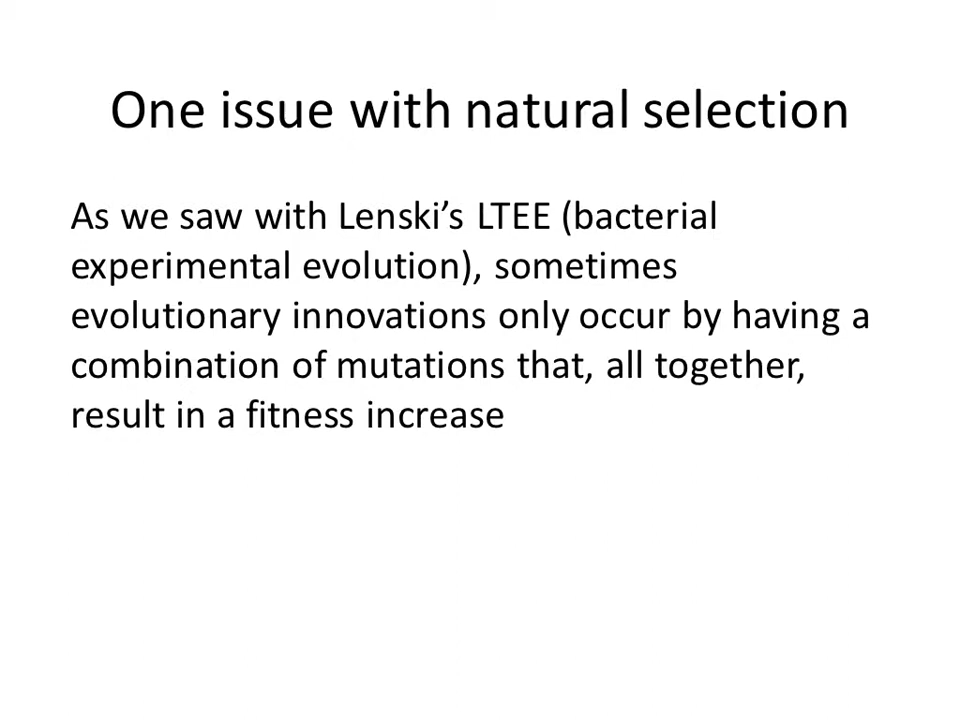 One issue with natural selection
As we saw with Lenski’s LTEE (bacterial
experimental evolution), sometimes
evolutionary innovations only occur by having a
combination of mutations that, all together,
result in a fitness increase